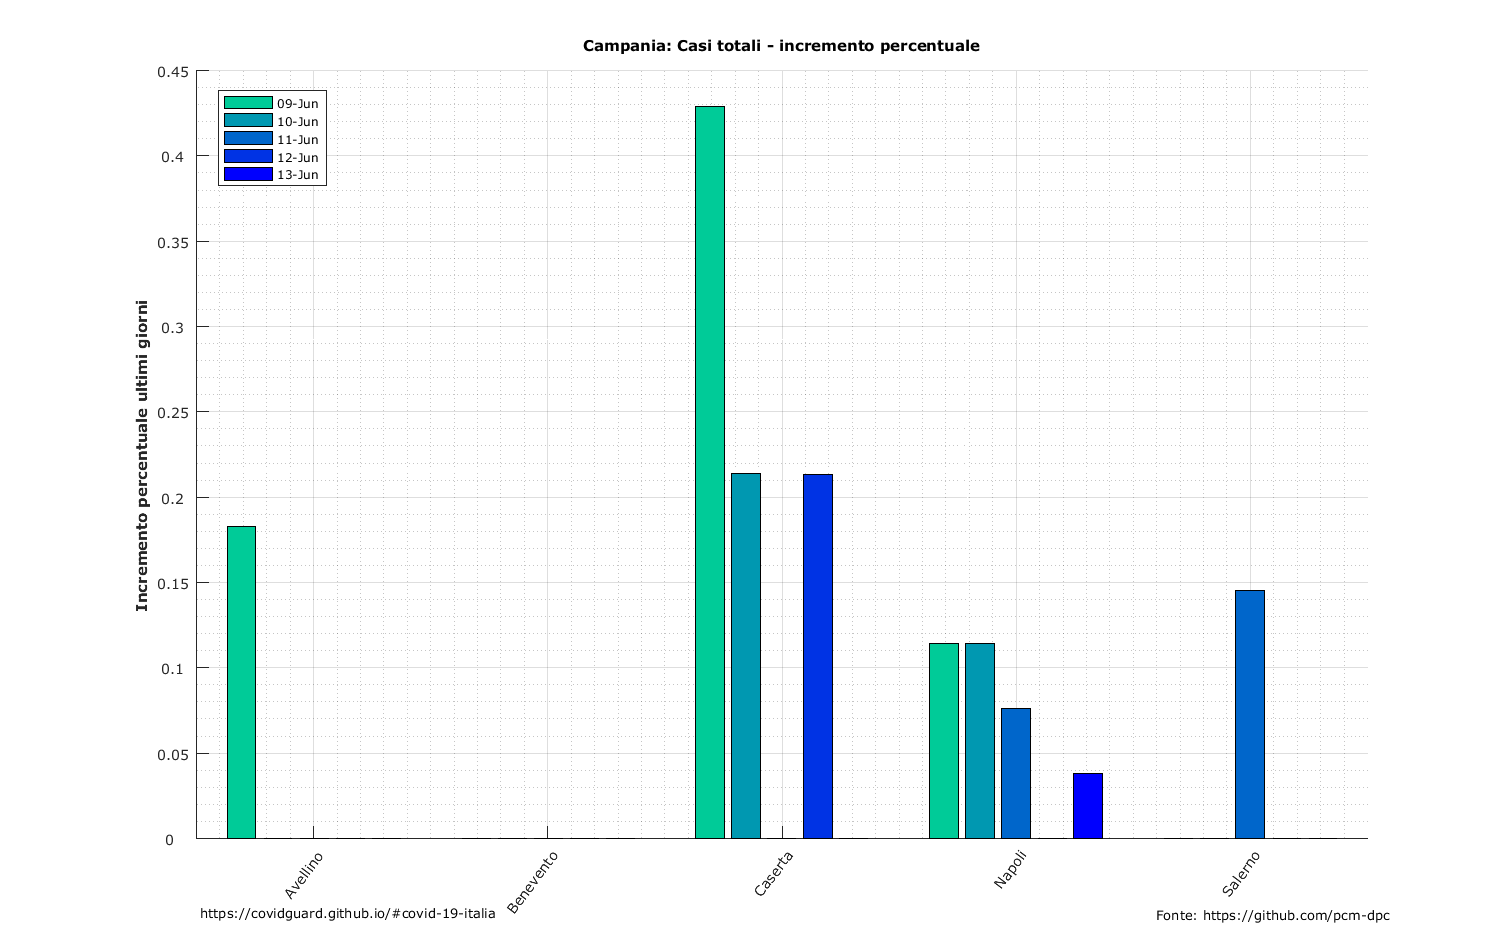 Campania: Casi totali - incremento percentuale
0.45
0.4
0.35
0.3
0.25
0.2
0.15
0.1
0.05
0
Incremento percentuale ultimi giorni
09-Jun
10-Jun
11-Jun
12-Jun
13-Jun
Avellino
Benevento
Caserta
Napoli
Salerno
https://covidguard.github.io/#covid-19-italia
Fonte: https://github.com/pcm-dpc